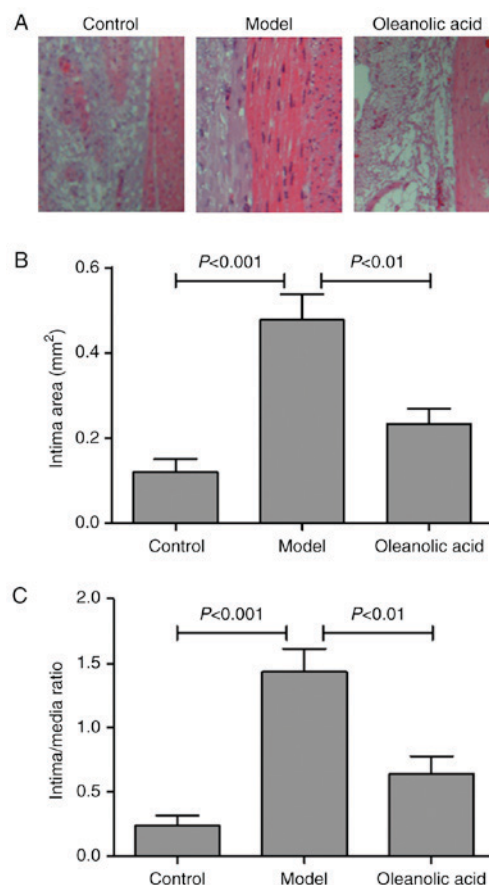 A
Control
Model
Oleanolic acid
B
P<0.001
P<0.01
Intima area (mm²)
0.6
0.4
0.2
0.0
Control
Model
Oleanolic acid
C
P<0.001
P<0.01
Intima/media ratio
2.0
1.5
1.0
0.5
0.0
Control
Model
Oleanolic acid